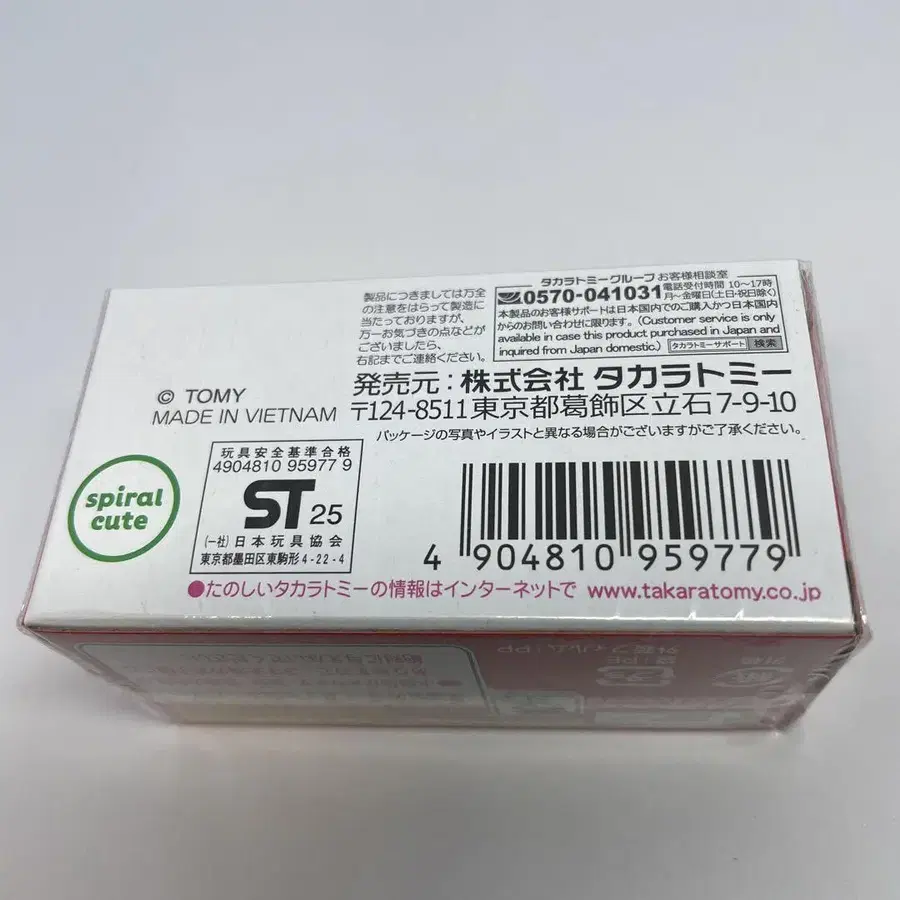 製品につきましては万全
の注意をはらって製造に
当たっておりますが、
万一お気づきの点などが
ございましたら、
右記までご連絡ください。
タカラトミーグループ お客様相談室
0570-041031 電話受付時間 10〜17時
月〜金曜日(土・日・祝日除く)
本製品のお客様サポートは日本国内でのご購入かつ日本国内
からのお問い合わせに限ります。(Customer service is only
available in case this product purchased in Japan and
inquired from Japan domestic.) タカラトミーサポート 検索
発売元:株式会社 タカラトミー
〒124-8511 東京都葛飾区立石7-9-10
パッケージの写真やイラストと異なる場合がございますがご了承ください。
© TOMY
MADE IN VIETNAM
spiral
cute
玩具安全基準合格
4904810 95977 9
ST 25
(一社)日本玩具協会
東京都墨田区東駒形4-22-4
4 904810 959779
●たのしいタカラトミーの情報はインターネットで www.takaratomy.co.jp
外装フィルム:PP
袋:PE